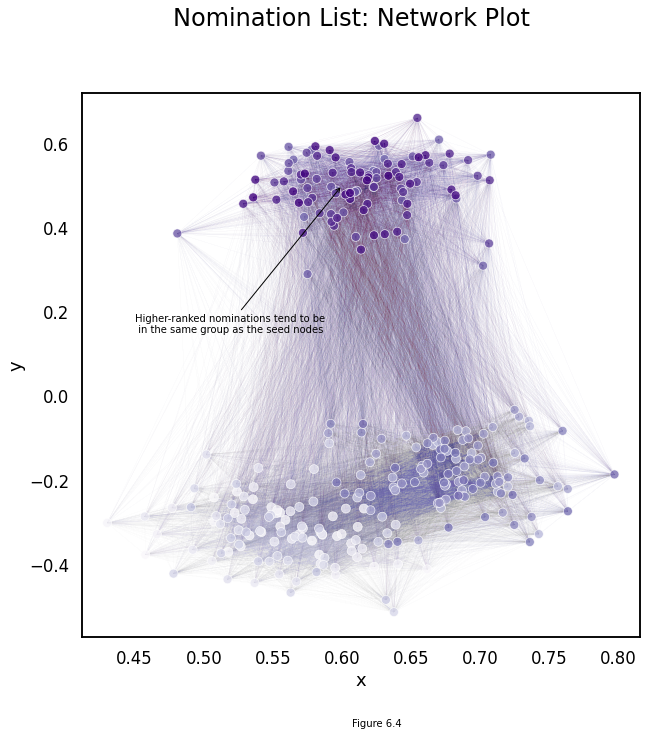 Nomination List: Network Plot
0.6
0.4
0.2
0.0
−0.2
−0.4
y
Higher-ranked nominations tend to be
in the same group as the seed nodes
0.45 0.50 0.55 0.60 0.65 0.70 0.75 0.80
x
Figure 6.4